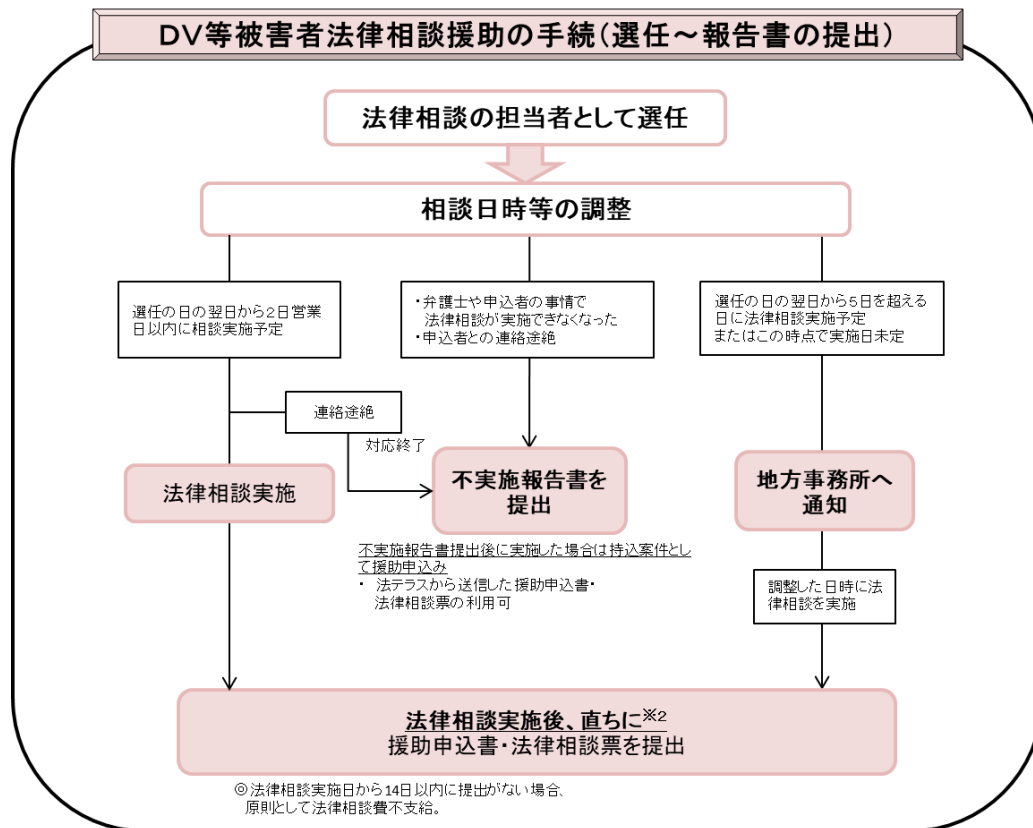 DV等被害者法律相談援助の手続(選任～報告書の提出)
法律相談の担当者として選任
相談日時等の調整
選任の日の翌日から2日営業
日以内に相談実施予定
・弁護士や申込者の事情で
法律相談が実施できなくなった
・申込者との連絡途絶
選任の日の翌日から5日を超える
日に法律相談実施予定
またはこの時点で実施日未定
連絡途絶
対応終了
法律相談実施
不実施報告書を
提出
地方事務所へ
通知
不実施報告書提出後に実施した場合は持込案件とし
て援助申込み
・ 法テラスから送信した援助申込書・
法律相談票の利用可
調整した日時に法
律相談を実施
法律相談実施後、直ちに※2
援助申込書・法律相談票を提出
◎法律相談実施日から14日以内に提出がない場合、
原則として法律相談費不支給。